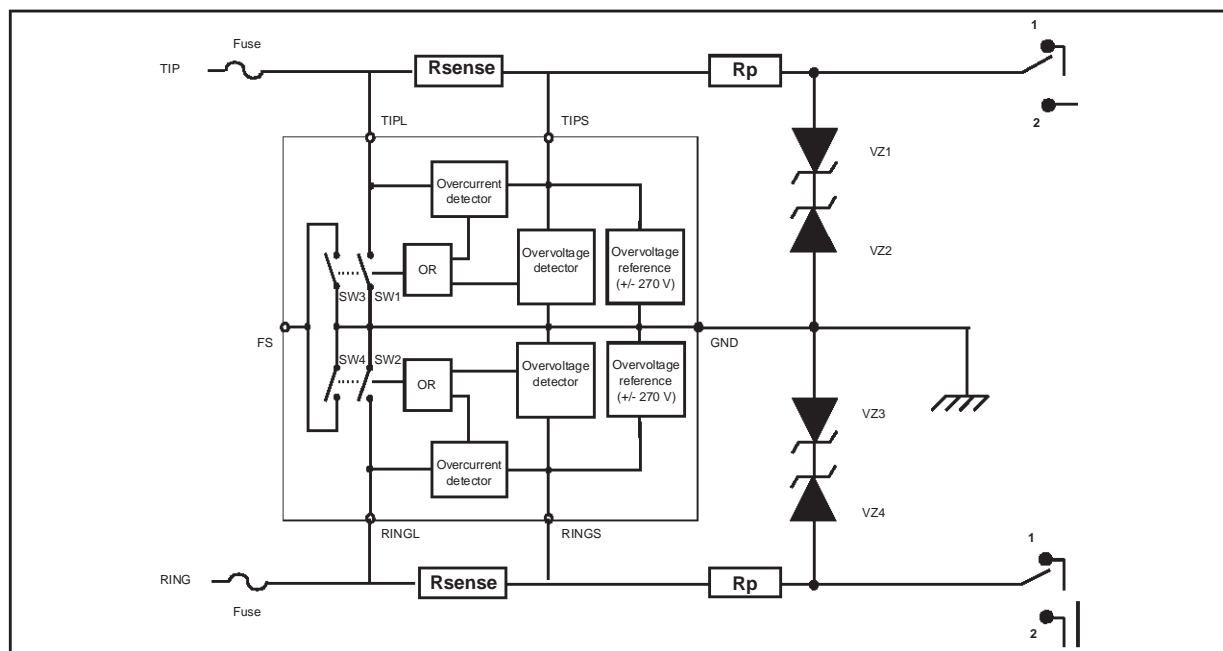 1
Fuse
TIP
Rsense
Rp
2
TIPL
TIPS
VZ1
Overcurrent
detector
VZ2
OR
Overvoltage
detector
Overvoltage
reference
(+/- 270 V)
SW3
SW1
FS
GND
SW4
SW2
OR
Overvoltage
detector
Overvoltage
reference
(+/- 270 V)
VZ3
Overcurrent
detector
VZ4
RINGL
RINGS
1
RING
Rsense
Rp
Fuse
2